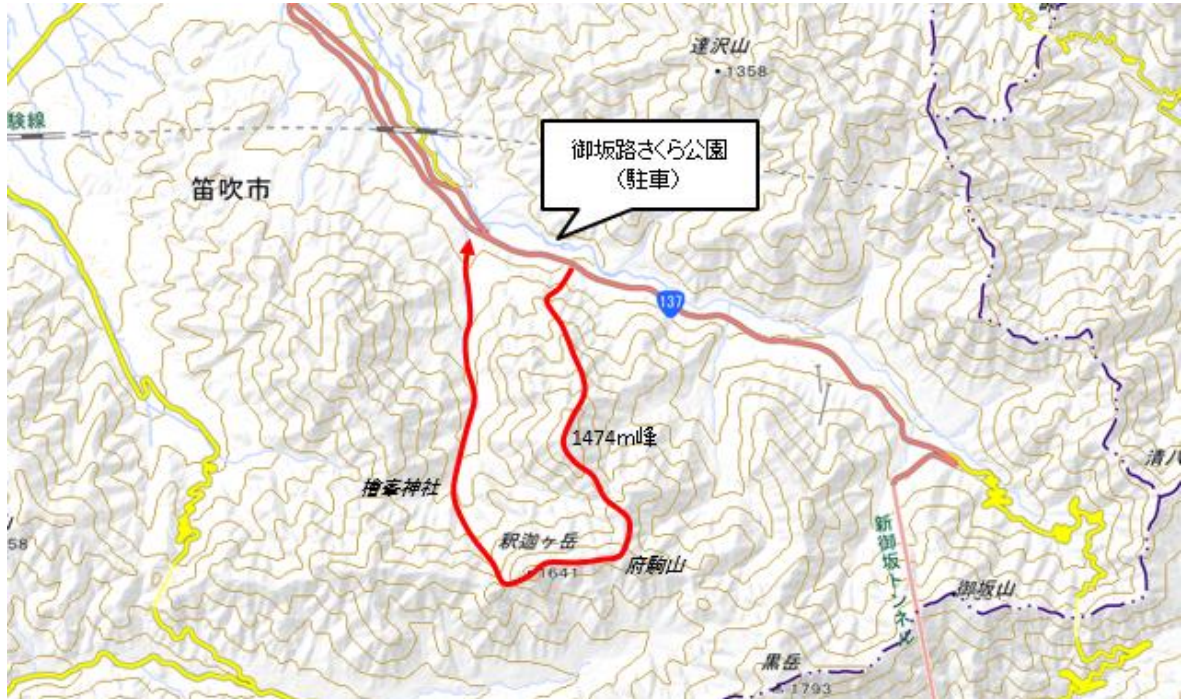 達沢山
1358
験線
御坂路さくら公園
（駐車）
笛吹市
137
1474m峰
清八
檜峯神社
58
釈迦ヶ岳
1641
府駒山
新御坂トンネル
御坂山
黒岳
1793